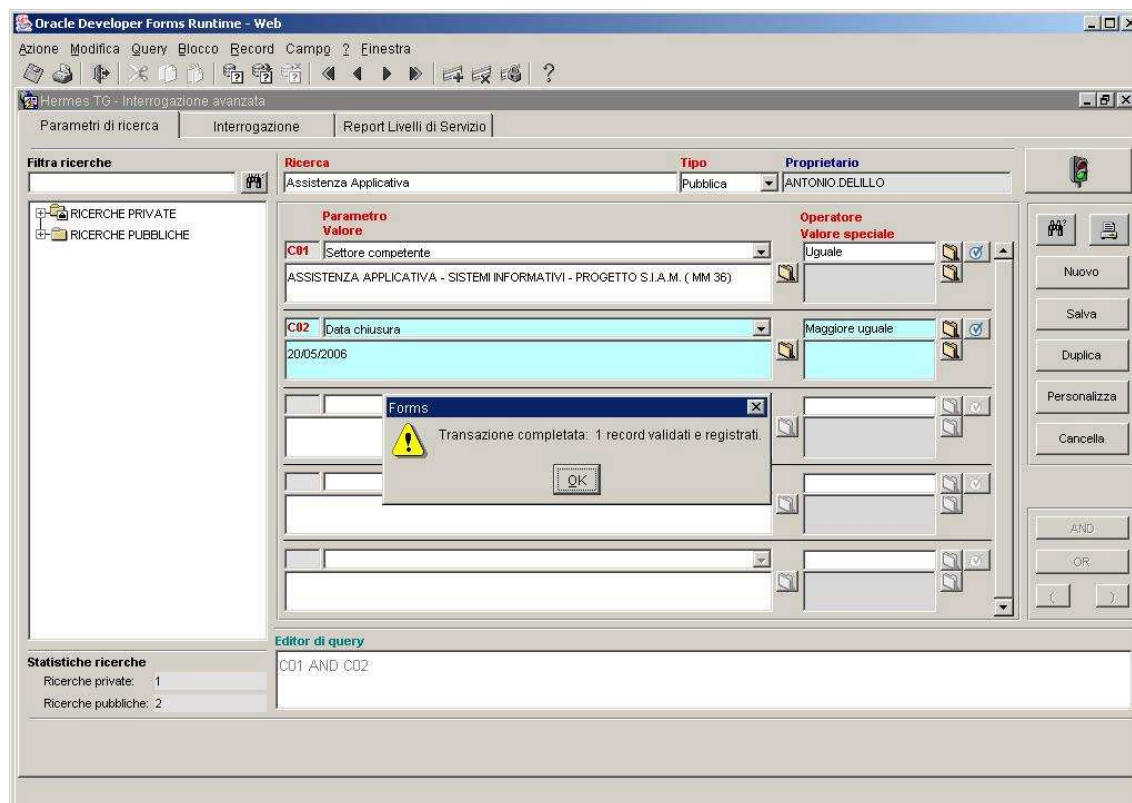 Oracle Developer Forms Runtime - Web
Azione Modifica Query Blocco Record Campo ? Finestra
Hermes TG - Interrogazione avanzata
Parametri di ricerca Interrogazione Report Livelli di Servizio
Filtra ricerche Ricerca Tipo Proprietario
Assistenza Applicativa Pubblica ANTONIO.DELILLO
RICERCHE PRIVATE
RICERCHE PUBBLICHE
Parametro Operatore
Valore Valore speciale
C01 Settore competente Uguale
ASSISTENZA APPLICATIVA - SISTEMI INFORMATIVI - PROGETTO S.I.A.M. ( MM 36)
C02 Data chiusura Maggiore uguale
20/05/2006
Forms
Transazione completata: 1 record validati e registrati.
OK
Nuovo
Salva
Duplica
Personalizza
Cancella
AND
OR
( )
Editor di query
C01 AND C02
Statistiche ricerche
Ricerche private: 1
Ricerche pubbliche: 2